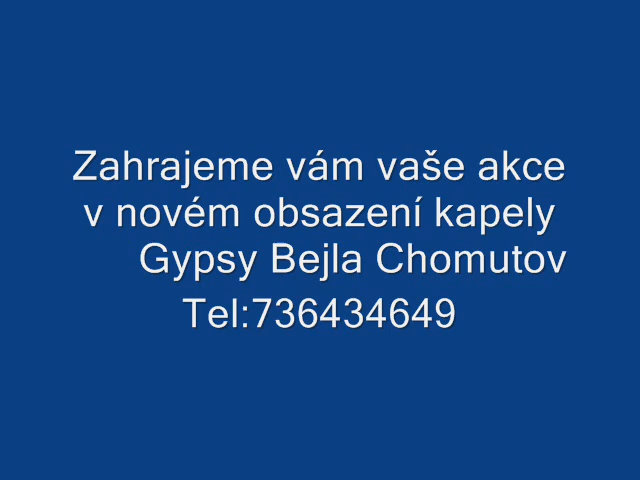 Zahrajeme vám vaše akce
v novém obsazení kapely
Gypsy Bejla Chomutov
Tel:736434649